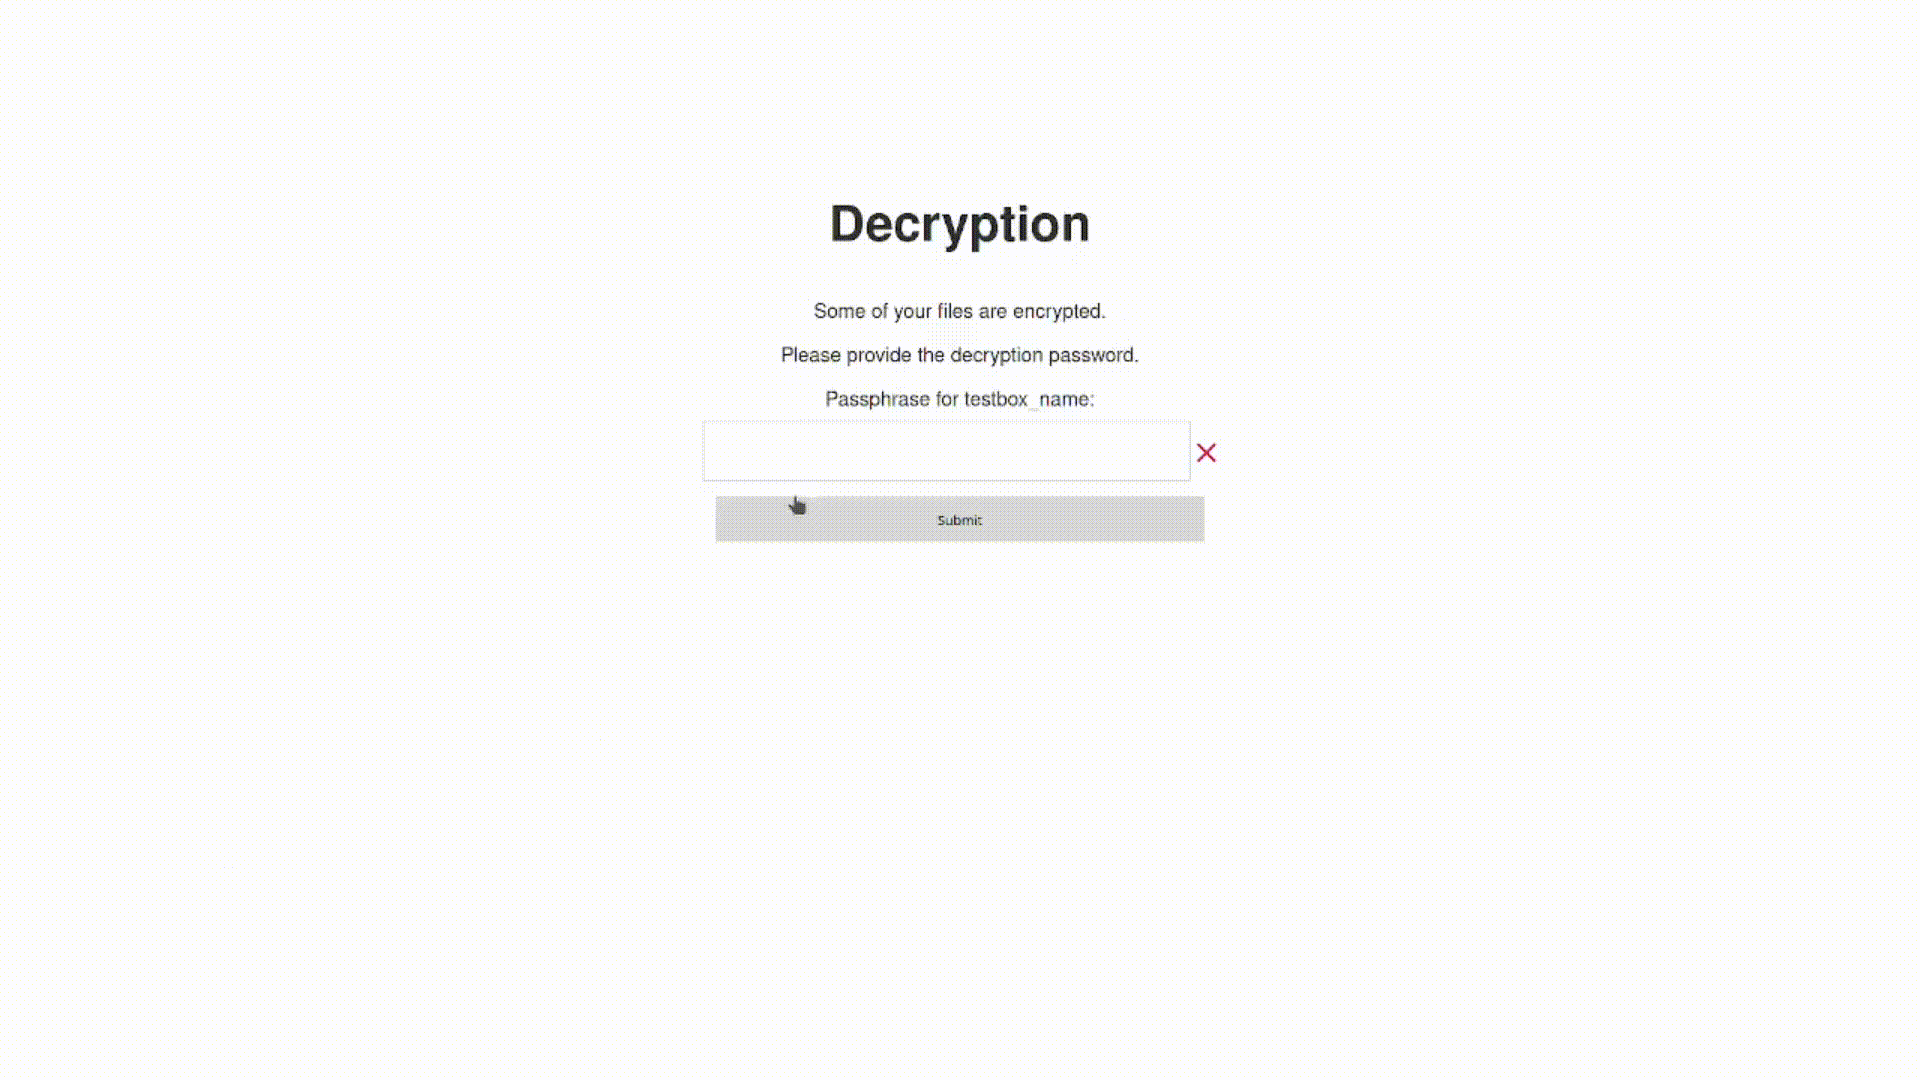 Decryption
Some of your files are encrypted.
Please provide the decryption password.
Passphrase for testbox_name:
Submit